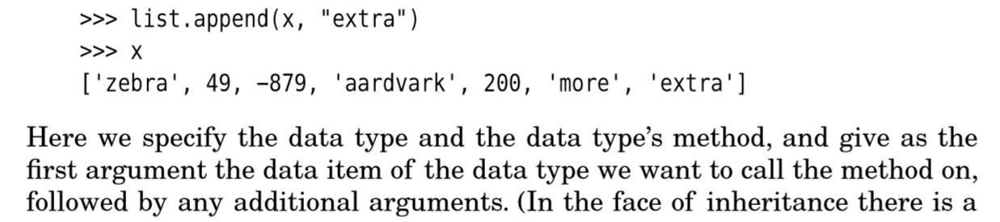 >>> list.append(x, "extra")
>>> x
['zebra', 49, −879, 'aardvark', 200, 'more', 'extra']
Here we specify the data type and the data type’s method, and give as the
first argument the data item of the data type we want to call the method on,
followed by any additional arguments. (In the face of inheritance there is a